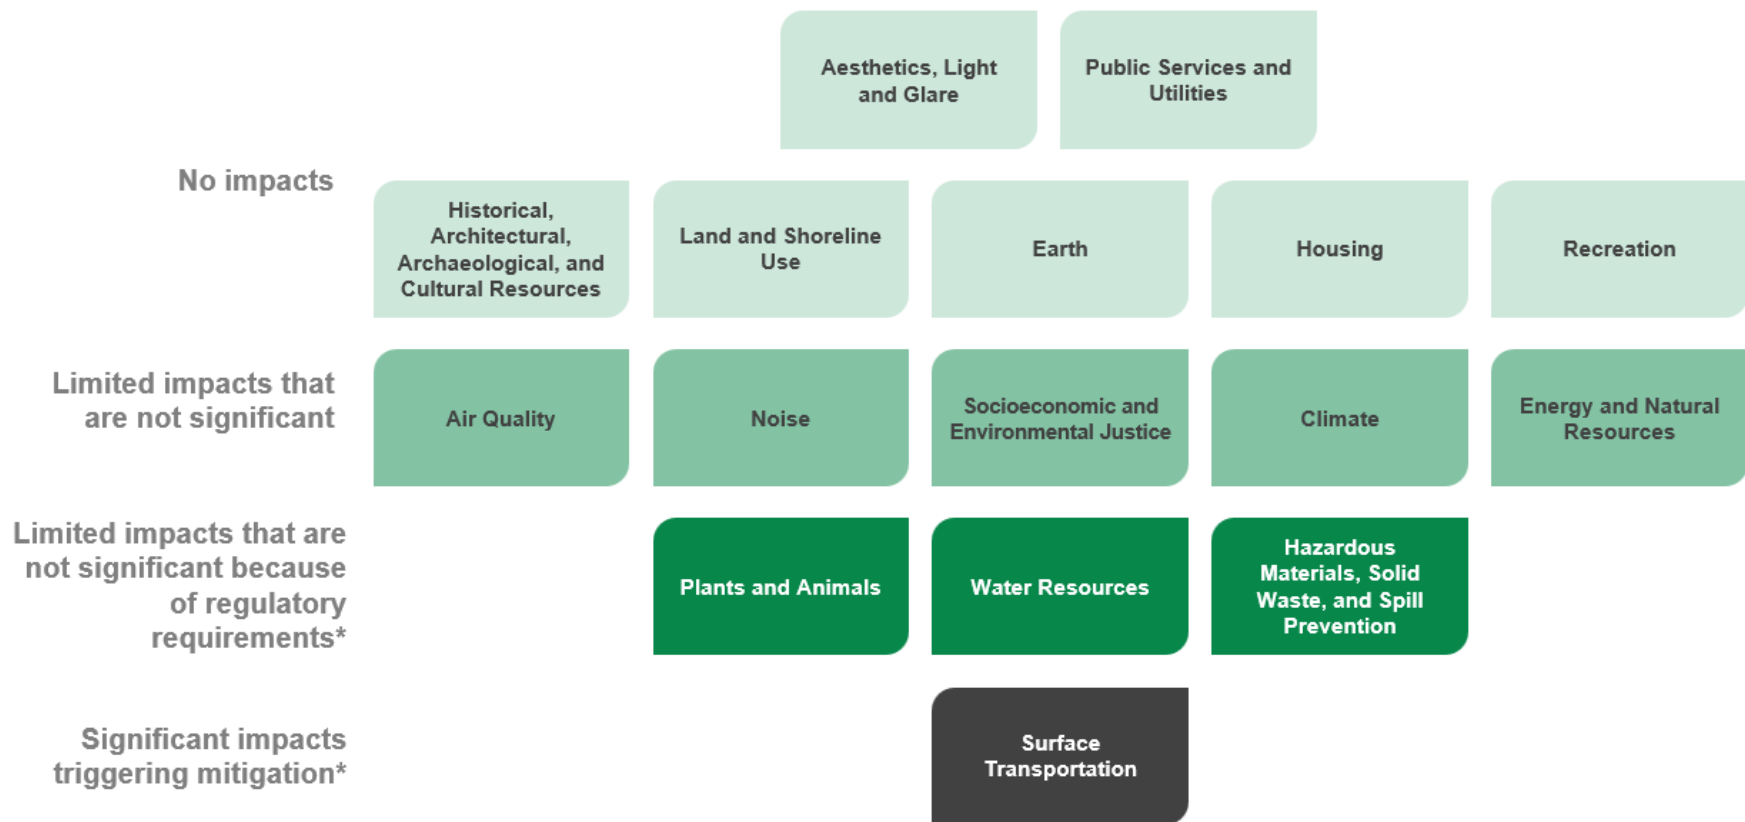 Aesthetics, Light
and Glare
Public Services and
Utilities
No impacts
Historical,
Architectural,
Archaeological, and
Cultural Resources
Land and Shoreline
Use
Earth
Housing
Recreation
Limited impacts that
are not significant
Air Quality
Noise
Socioeconomic and
Environmental Justice
Climate
Energy and Natural
Resources
Limited impacts that are
not significant because
of regulatory
requirements*
Plants and Animals
Water Resources
Hazardous
Materials, Solid
Waste, and Spill
Prevention
Significant impacts
triggering mitigation*
Surface
Transportation